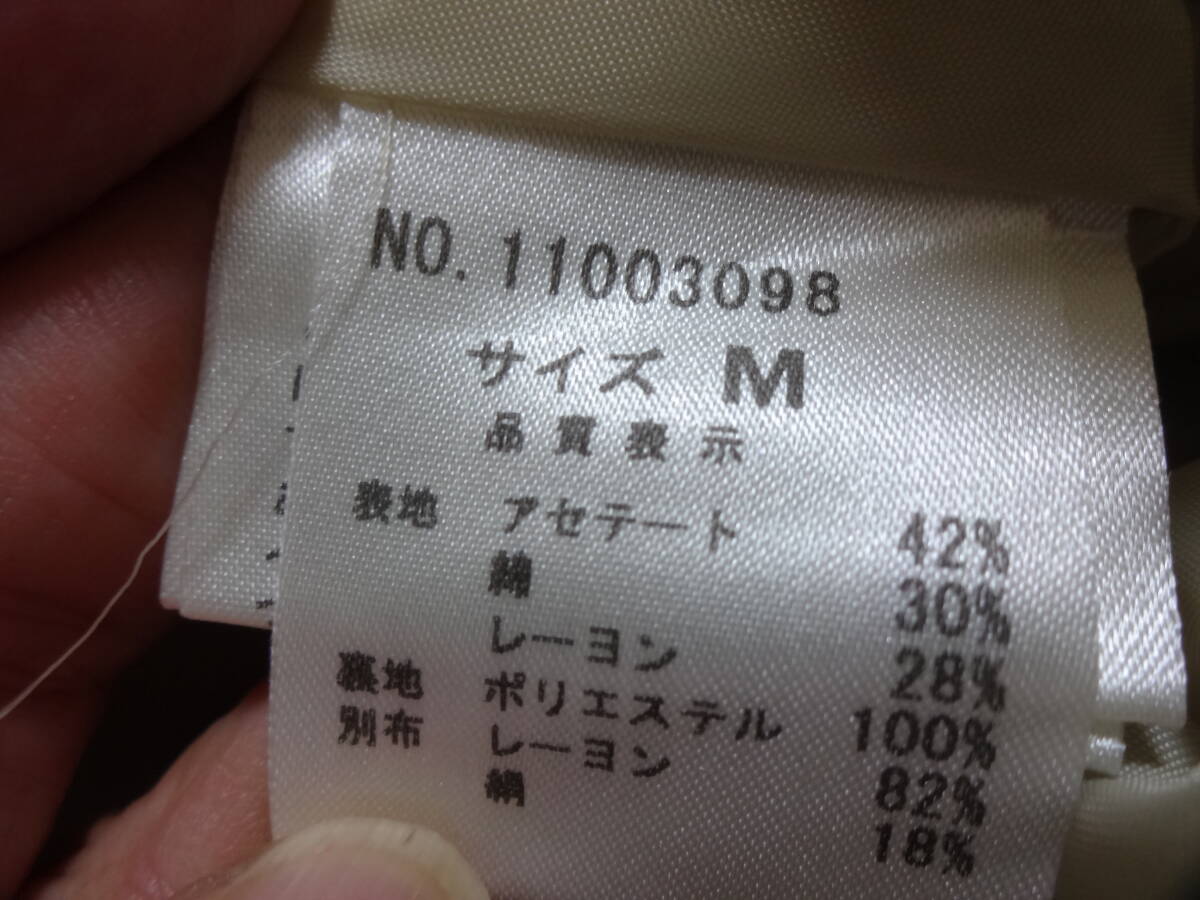 NO. 11003098
サイズ M
品質表示
表地 アセテート 42%
綿 30%
レーヨン 28%
裏地 ポリエステル 100%
別布 レーヨン 82%
絹 18%